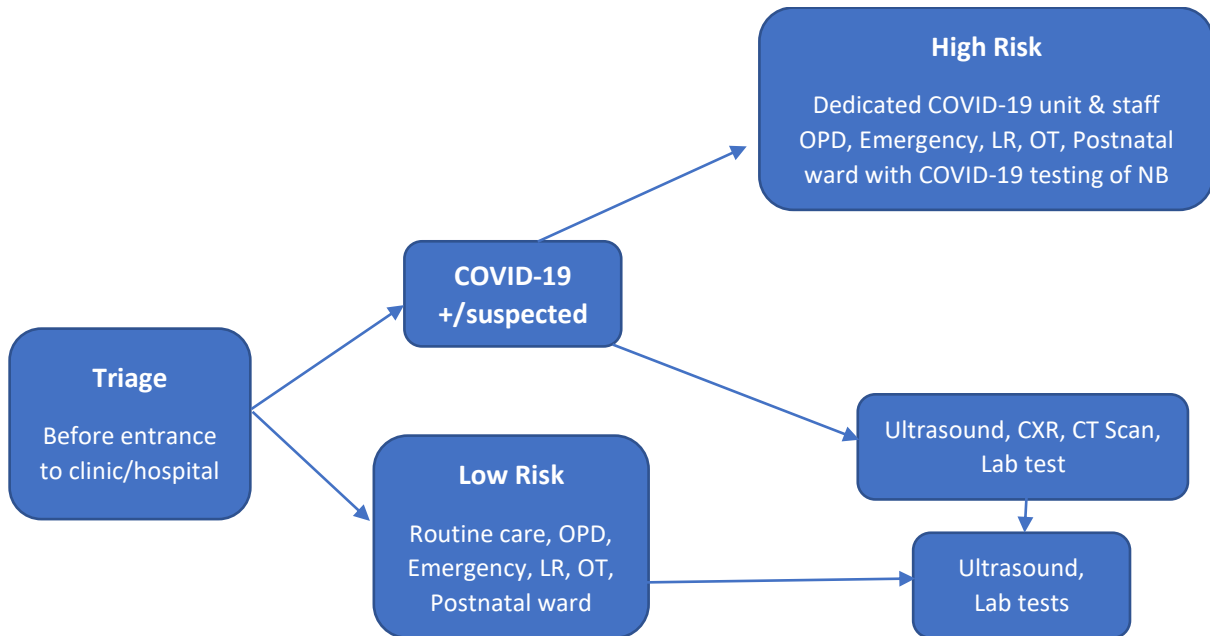 High Risk
Dedicated COVID-19 unit & staff
OPD, Emergency, LR, OT, Postnatal
ward with COVID-19 testing of NB
COVID-19
+/suspected
Triage
Before entrance
to clinic/hospital
Ultrasound, CXR, CT Scan,
Lab test
Low Risk
Routine care, OPD,
Emergency, LR, OT,
Postnatal ward
Ultrasound,
Lab tests